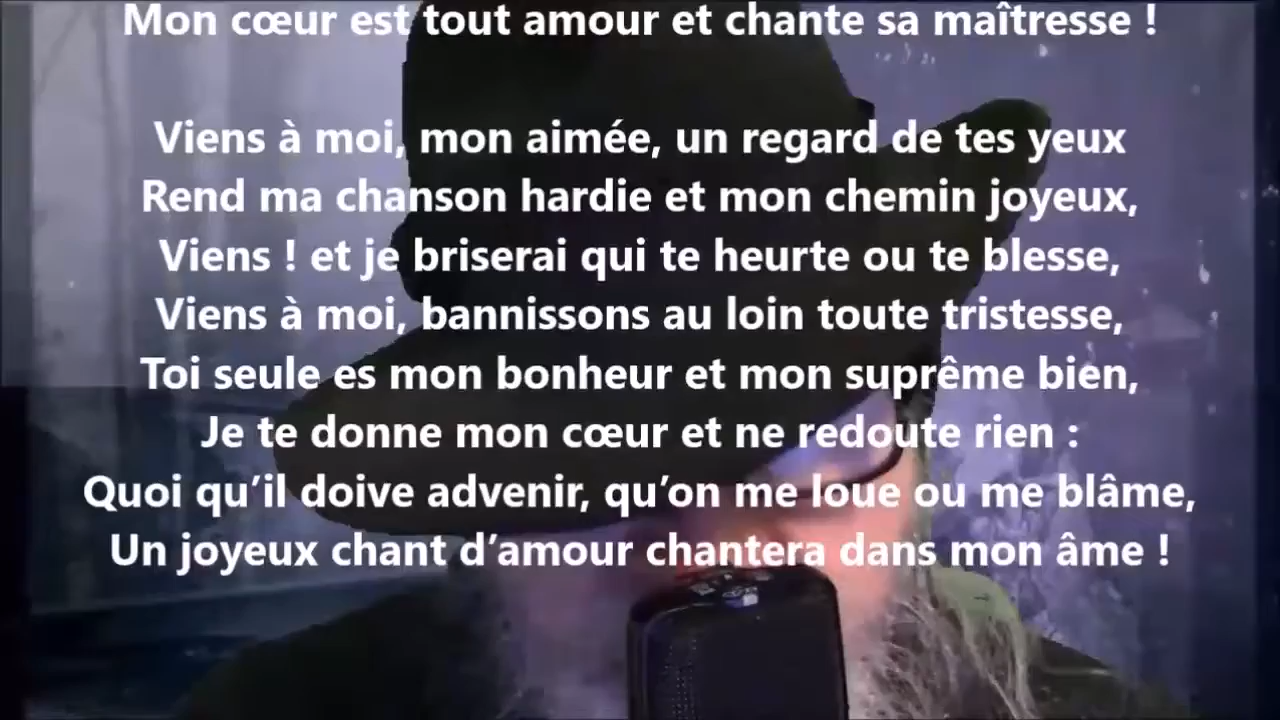 Mon cœur est tout amour et chante sa maîtresse !
Viens à moi, mon aimée, un regard de tes yeux
Rend ma chanson hardie et mon chemin joyeux,
Viens ! et je briserai qui te heurte ou te blesse,
Viens à moi, bannissons au loin toute tristesse,
Toi seule es mon bonheur et mon suprême bien,
Je te donne mon cœur et ne redoute rien :
Quoi qu’il doive advenir, qu’on me loue ou me blâme,
Un joyeux chant d’amour chantera dans mon âme !